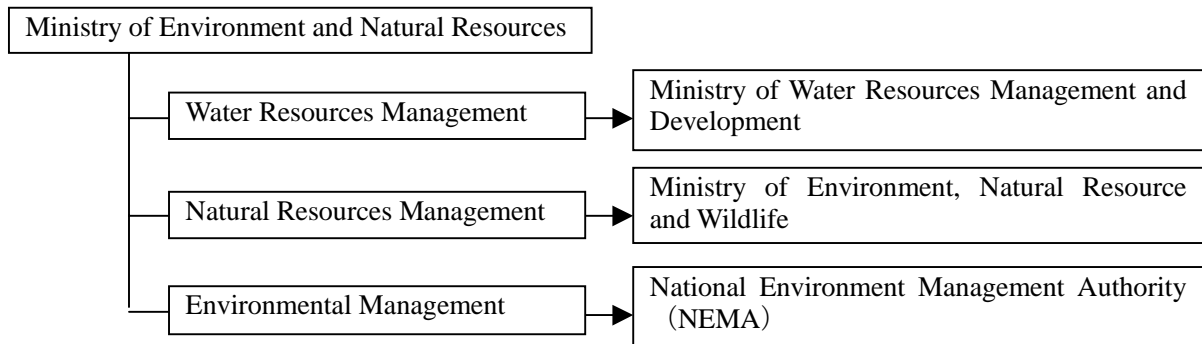 Ministry of Environment and Natural Resources
Water Resources Management
Ministry of Water Resources Management and
Development
Natural Resources Management
Ministry of Environment, Natural Resource
and Wildlife
Environmental Management
National Environment Management Authority
（NEMA）